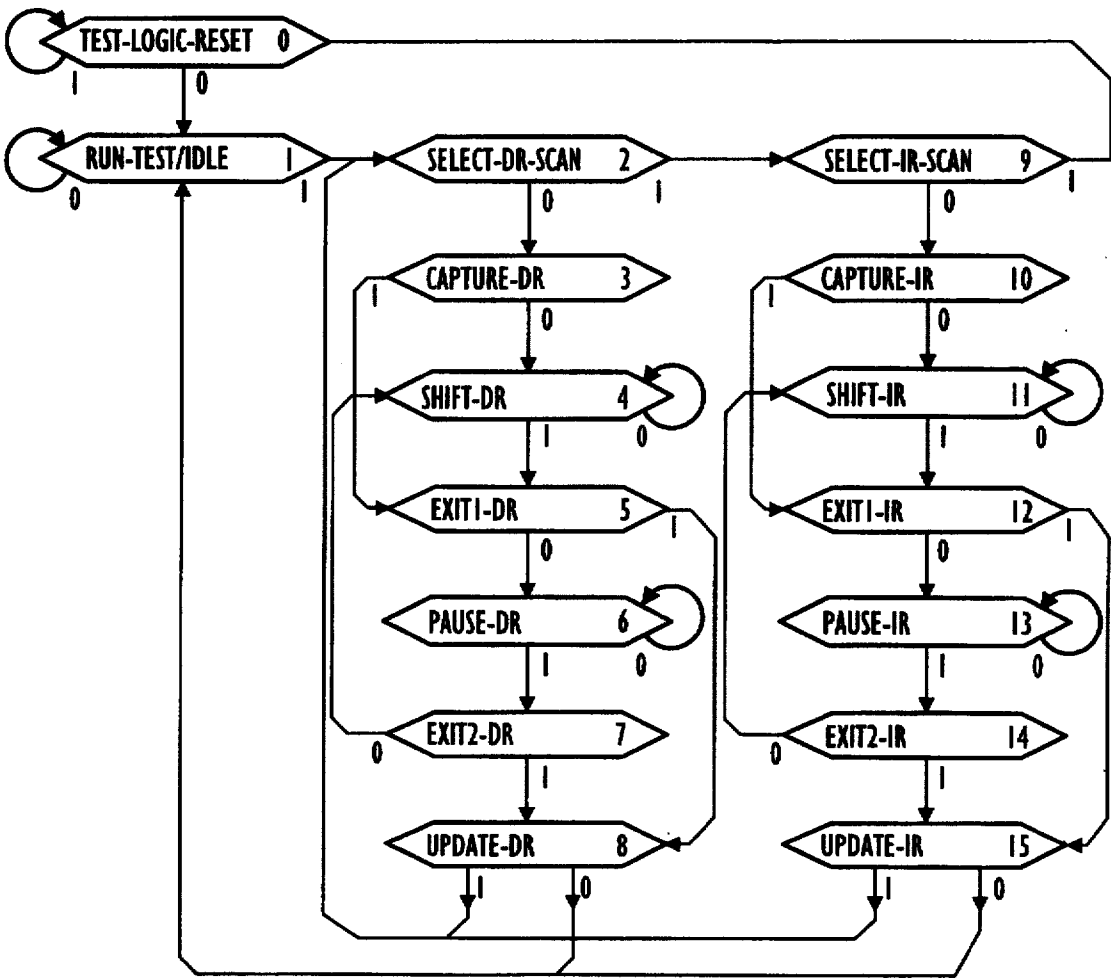 TEST-LOGIC-RESET 0
1 0
RUN-TEST/IDLE 1
0 1
SELECT-DR-SCAN 2
0 1
SELECT-IR-SCAN 9
0 1
CAPTURE-DR 3
1 0
CAPTURE-IR 10
1 0
SHIFT-DR 4
1 0
SHIFT-IR 11
1 0
EXIT1-DR 5
0 1
EXIT1-IR 12
0 1
PAUSE-DR 6
1 0
PAUSE-IR 13
1 0
EXIT2-DR 7
0 1
EXIT2-IR 14
0 1
UPDATE-DR 8
1 0
UPDATE-IR 15
1 0